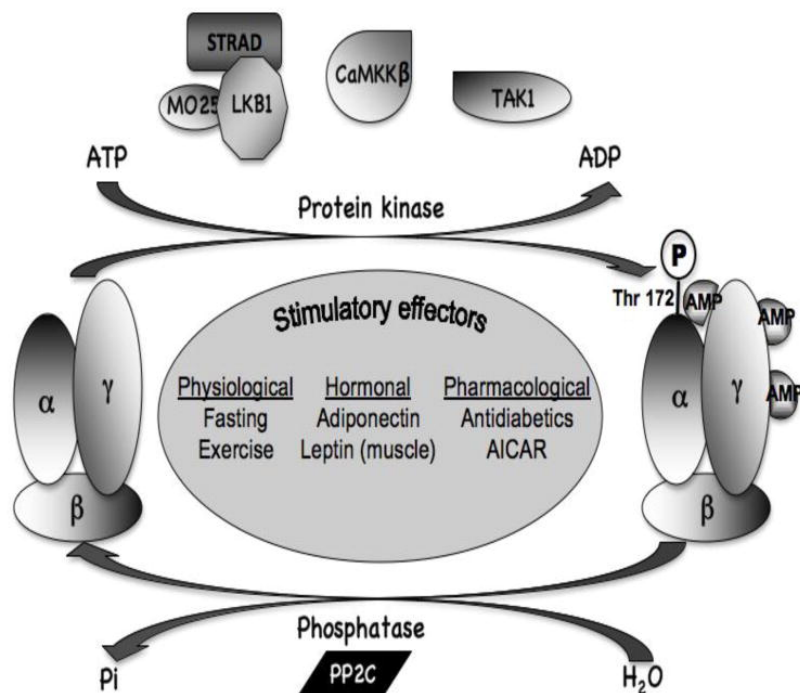 STRAD
MO25
LKB1
CaMKKβ
TAK1
ATP
ADP
Protein kinase
P
Thr 172
AMP
AMP
AMP
α
γ
β
α
γ
β
Stimulatory effectors
Physiological Hormonal Pharmacological
Fasting Adiponectin Antidiabetics
Exercise Leptin (muscle) AICAR
Phosphatase
PP2C
Pi
H₂O